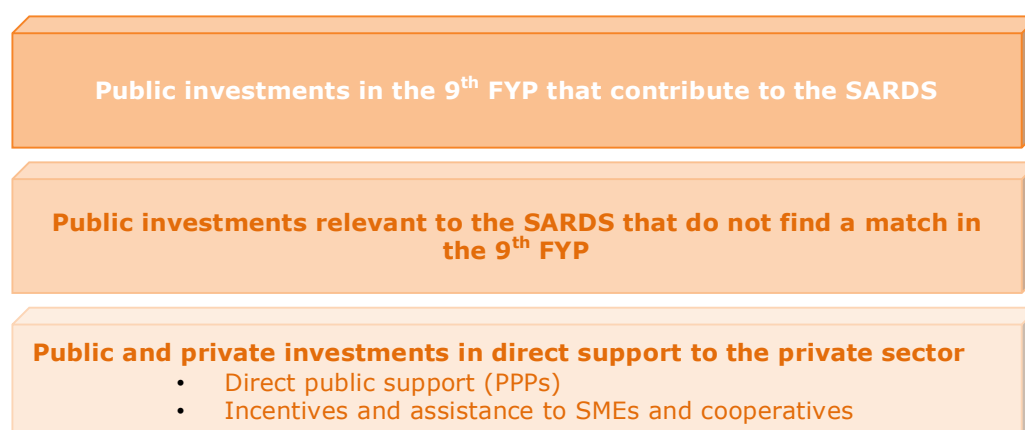 Public investments in the 9th FYP that contribute to the SARDS
Public investments relevant to the SARDS that do not find a match in
the 9th FYP
Public and private investments in direct support to the private sector
• Direct public support (PPPs)
• Incentives and assistance to SMEs and cooperatives